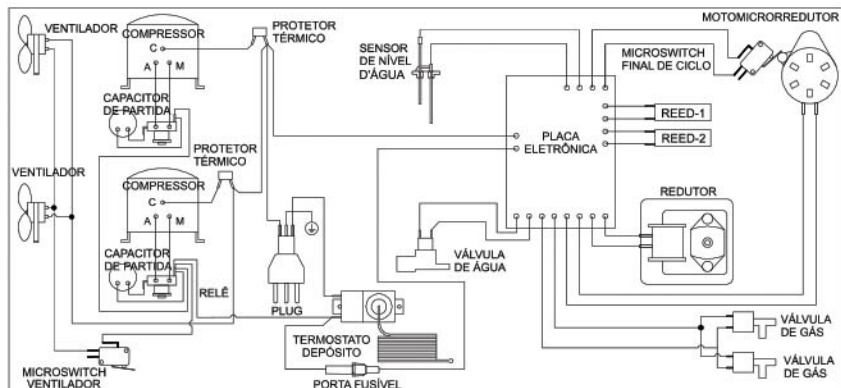 VENTILADOR
COMPRESSOR
C
A
M
PROTETOR
TÉRMICO
CAPACITOR
DE PARTIDA
VENTILADOR
PROTETOR
TÉRMICO
COMPRESSOR
C
A
M
CAPACITOR
DE PARTIDA
RELÊ
MICROSWITCH
VENTILADOR
PLUG
TERMOSTATO
DEPÓSITO
PORTA FUSÍVEL
SENSOR
DE NÍVEL
D'ÁGUA
PLACA
ELETRÔNICA
VÁLVULA
DE ÁGUA
MOTOMICRORREDUTOR
MICROSWITCH
FINAL DE CICLO
REED-1
REED-2
REDUTOR
VÁLVULA
DE GÁS
VÁLVULA
DE GÁS